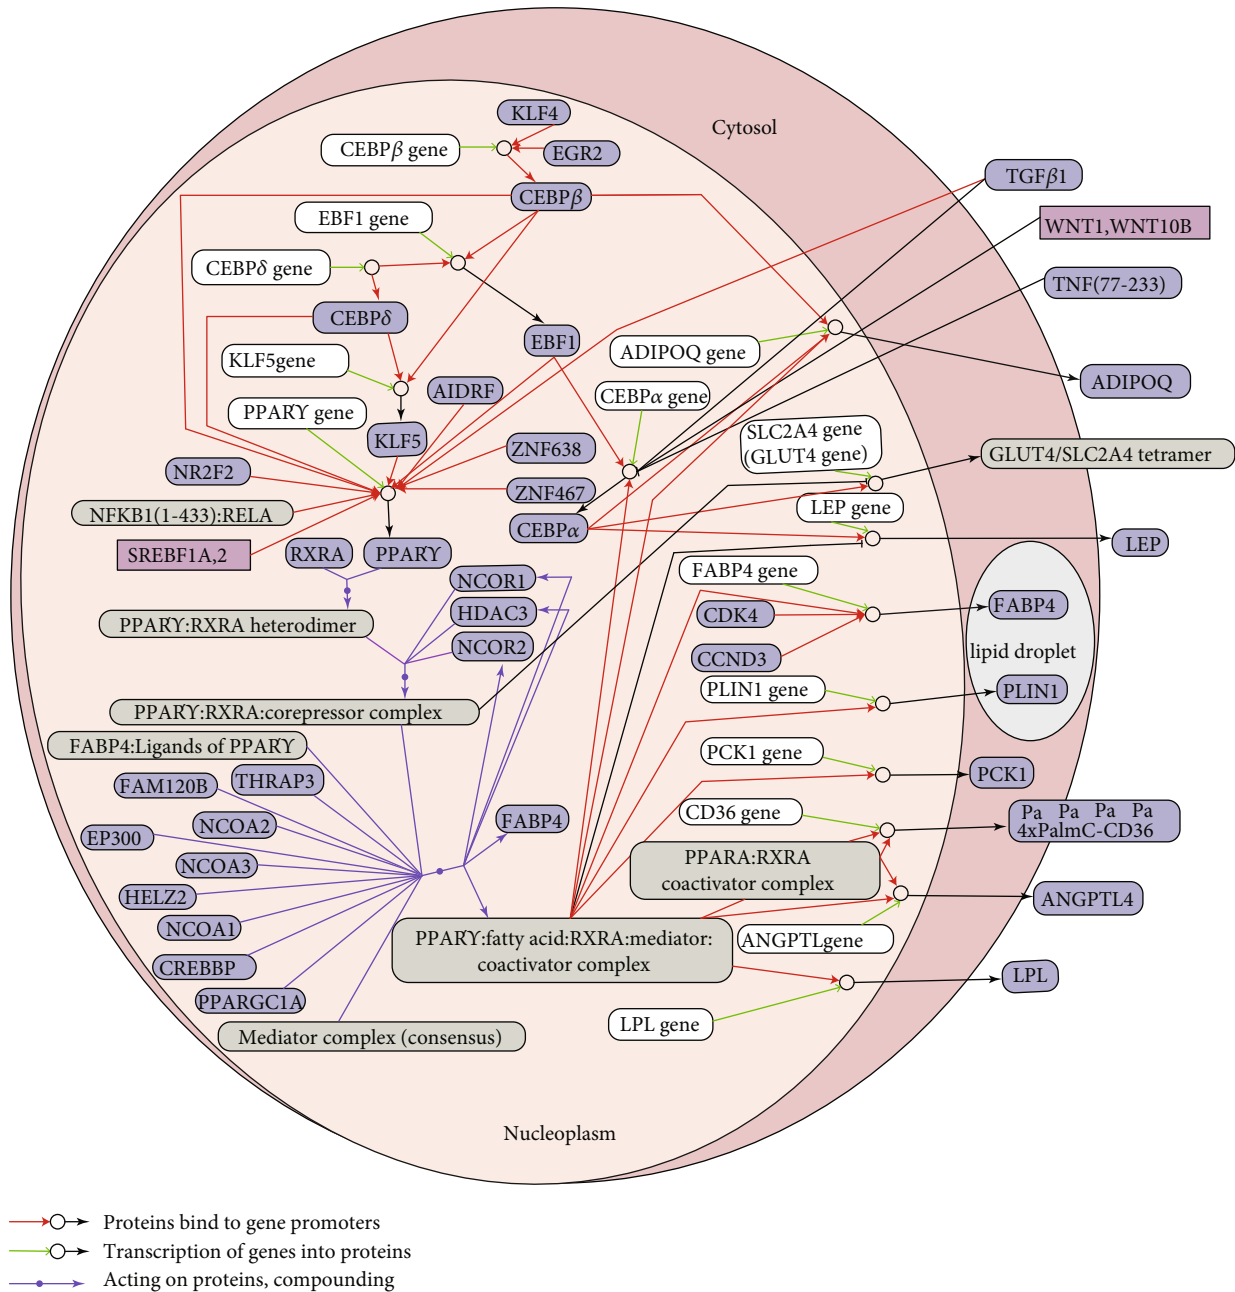 KLF4
Cytosol
CEBPβ gene
EGR2
TGFβ1
CEBPβ
EBF1 gene
WNT1,WNT10B
CEBPδ gene
TNF(77-233)
CEBPδ
EBF1
ADIPOQ gene
KLF5gene
ADIPOQ
AIDRF
CEBPα gene
PPARΥ gene
SLC2A4 gene
(GLUT4 gene)
KLF5
ZNF638
GLUT4/SLC2A4 tetramer
NR2F2
ZNF467
LEP gene
NFKB1(1-433):RELA
CEBPα
LEP
SREBF1A,2
RXRA
PPARΥ
NCOR1
FABP4 gene
HDAC3
CDK4
FABP4
PPARΥ:RXRA heterodimer
NCOR2
CCND3
lipid droplet
PLIN1 gene
PLIN1
PPARΥ:RXRA:corepressor complex
FABP4:Ligands of PPARΥ
PCK1 gene
PCK1
FAM120B
THRAP3
CD36 gene
Pa Pa Pa Pa
4xPalmC-CD36
NCOA2
FABP4
EP300
PPARA:RXRA
coactivator complex
NCOA3
HELZ2
ANGPTL4
NCOA1
PPARΥ:fatty acid:RXRA:mediator:
coactivator complex
ANGPTLgene
CREBBP
LPL
PPARGC1A
LPL gene
Mediator complex (consensus)
Nucleoplasm
Proteins bind to gene promoters
Transcription of genes into proteins
Acting on proteins, compounding